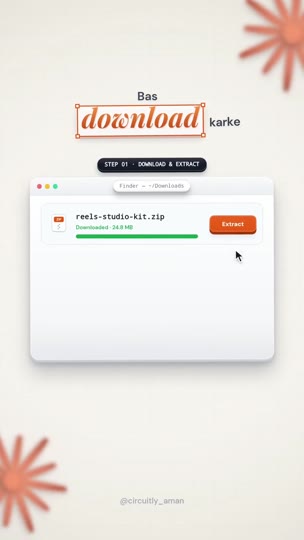 Bas
download karke
STEP 01 · DOWNLOAD & EXTRACT
Finder — ~/Downloads
ZIP
reels-studio-kit.zip
Downloaded · 24.8 MB
Extract
@circuitly_aman